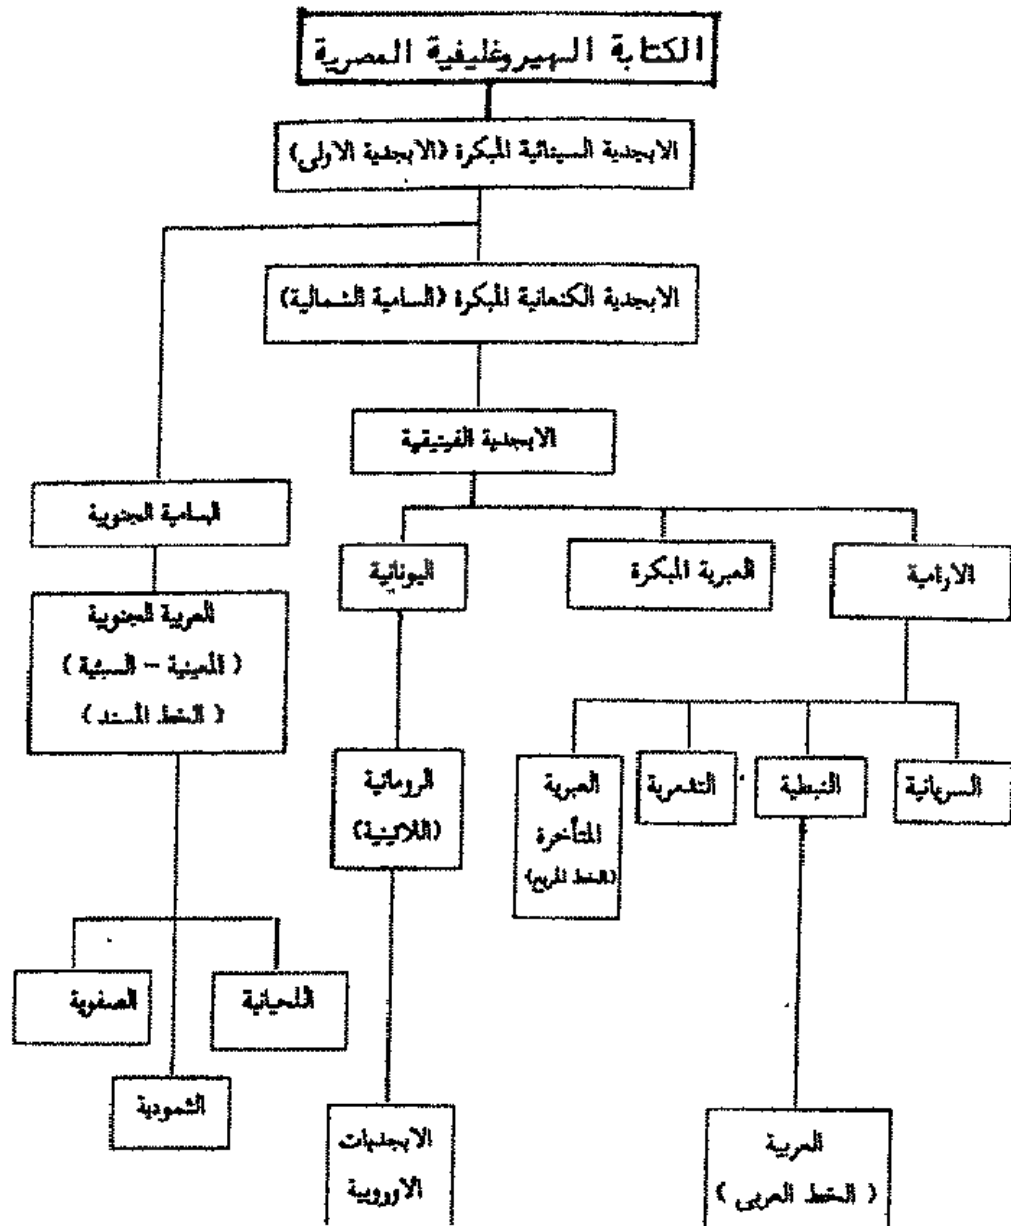 الكتابة الهيروغليفية المصرية
الابجدية السينائية المبكرة (الابجدية الاولى)
الابجدية الكنعانية المبكرة (السامية الشمالية)
الابجدية الفينيقية
السامية الجنوبية
اليونانية
العبرية المبكرة
الارامية
العربية الجنوبية
( المعينية – السبئية )
( الخط المسند )
الرومانية
(اللاتينية)
العبرية
المتأخرة
(الخط المربع)
التدمرية
النبطية
السريانية
الصفوية
اللحيانية
الثمودية
الابجديات
الاوروبية
العربية
( الخط العربى )